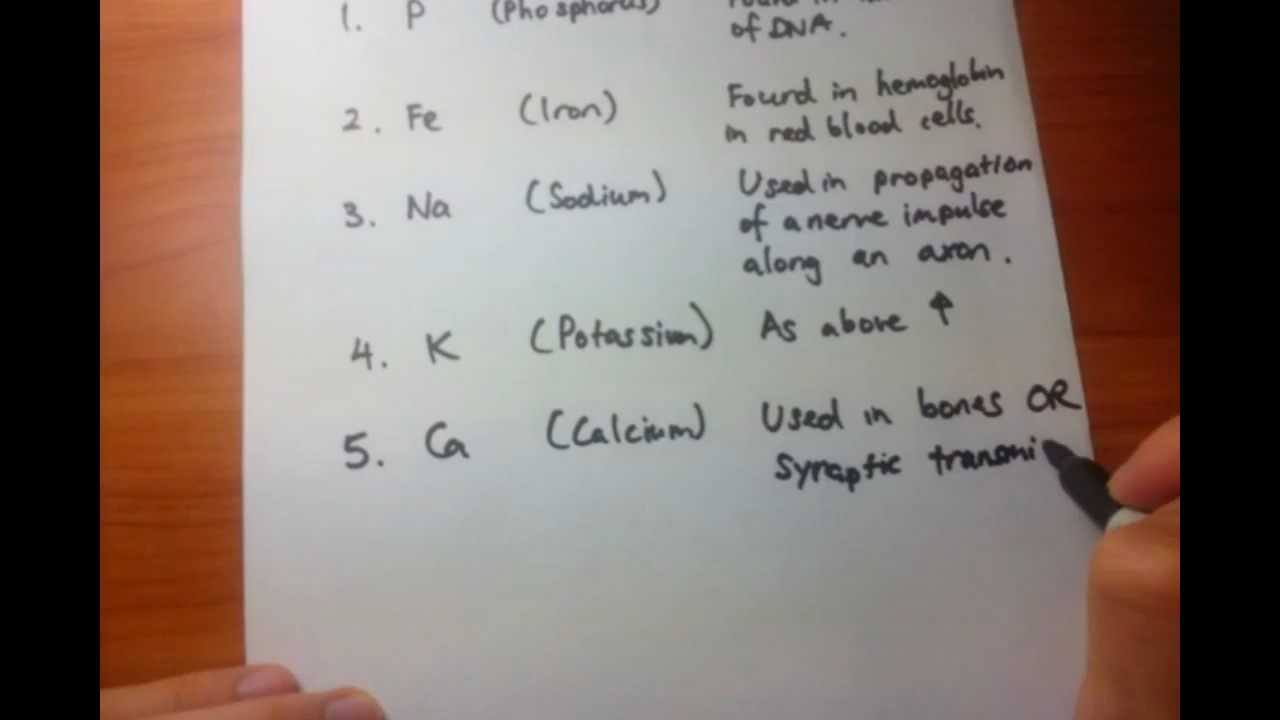 1. P (Phosphorus)
of DNA.
2. Fe (Iron) Found in hemoglobin
in red blood cells.
3. Na (Sodium) Used in propagation
of a nerve impulse
along an axon.
4. K (Potassium) As above ↑
5. Ca (Calcium) Used in bones OR
synaptic transmi